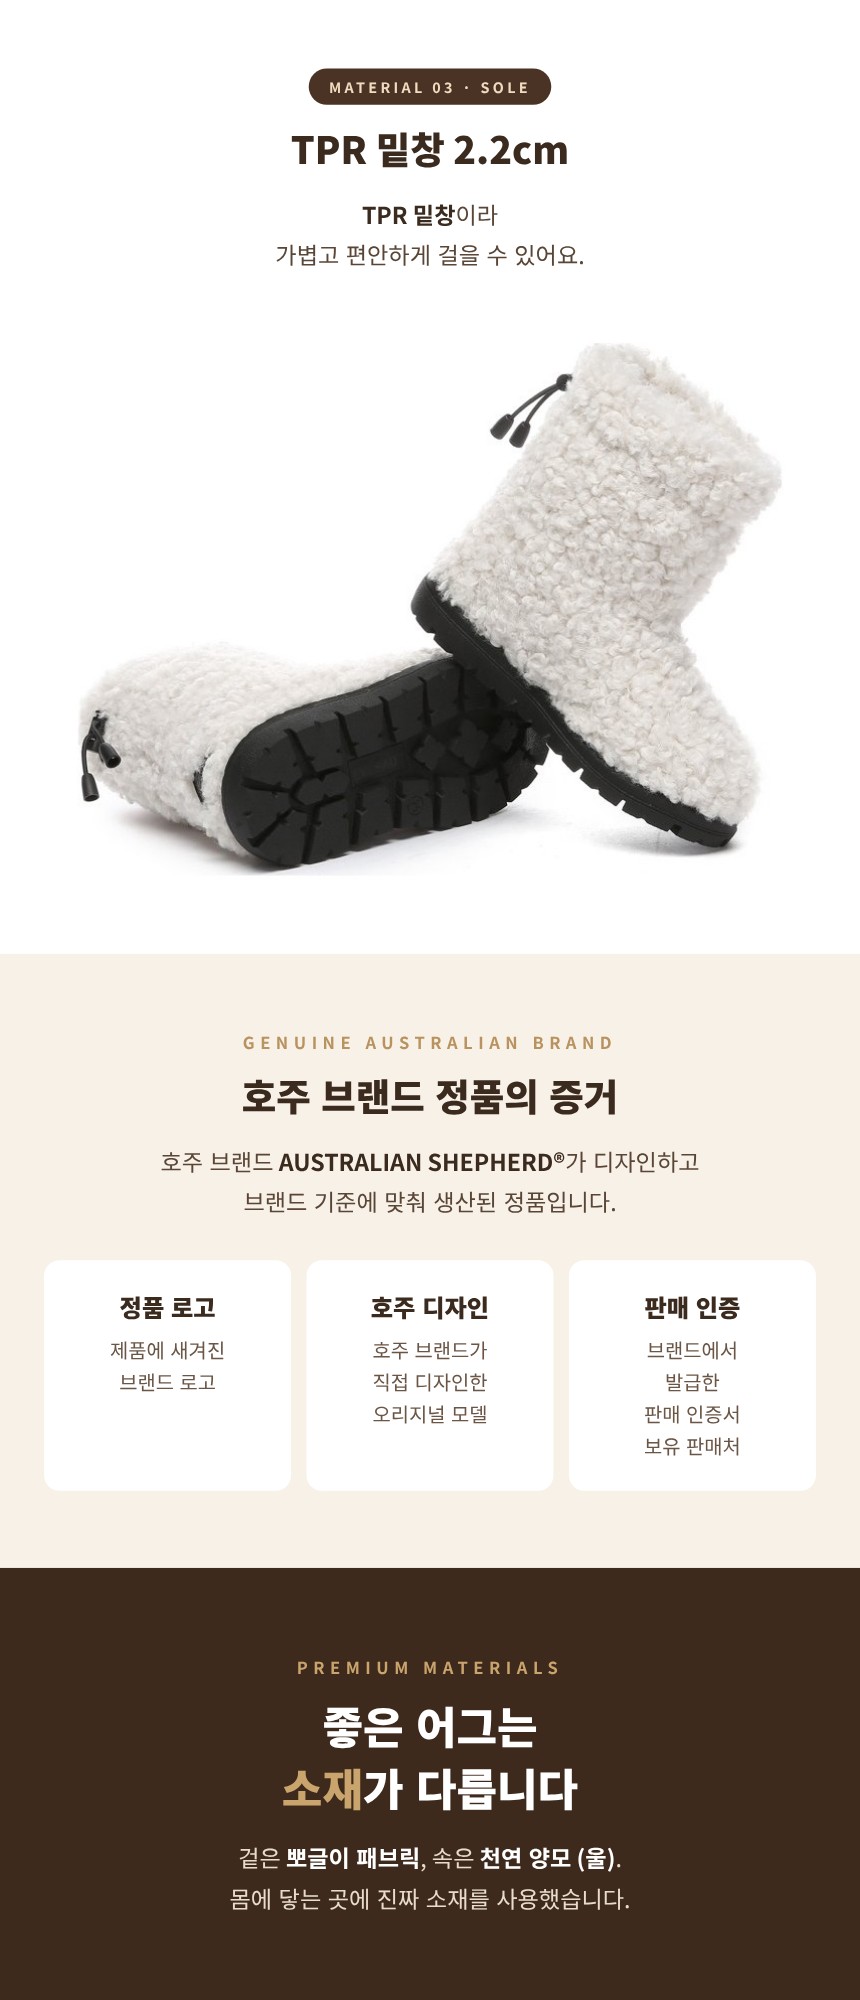 MATERIAL 03 · SOLE
TPR 밑창 2.2cm
TPR 밑창이라
가볍고 편안하게 걸을 수 있어요.
GENUINE AUSTRALIAN BRAND
호주 브랜드 정품의 증거
호주 브랜드 AUSTRALIAN SHEPHERD®가 디자인하고
브랜드 기준에 맞춰 생산된 정품입니다.
정품 로고
제품에 새겨진
브랜드 로고
호주 디자인
호주 브랜드가
직접 디자인한
오리지널 모델
판매 인증
브랜드에서
발급한
판매 인증서
보유 판매처
PREMIUM MATERIALS
좋은 어그는
소재가 다릅니다
겉은 뽀글이 패브릭, 속은 천연 양모 (울).
몸에 닿는 곳에 진짜 소재를 사용했습니다.